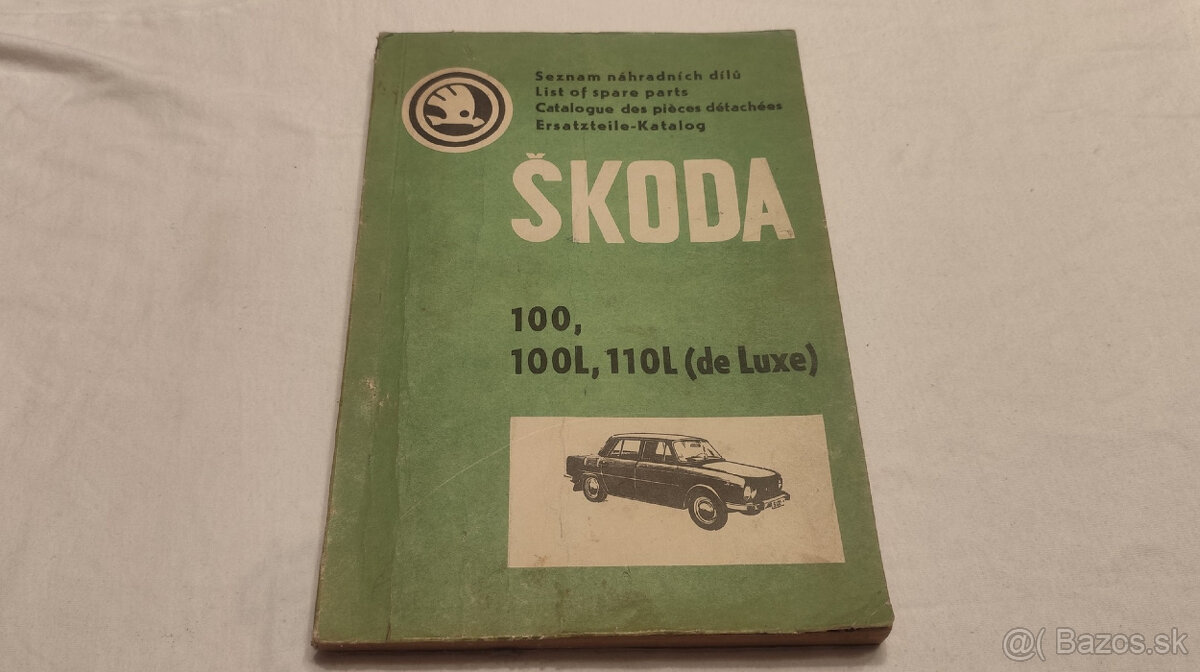 Seznam náhradních dílů
List of spare parts
Catalogue des pièces détachées
Ersatzteile-Katalog
ŠKODA
100,
100L, 110L (de Luxe)
@( Bazos.sk